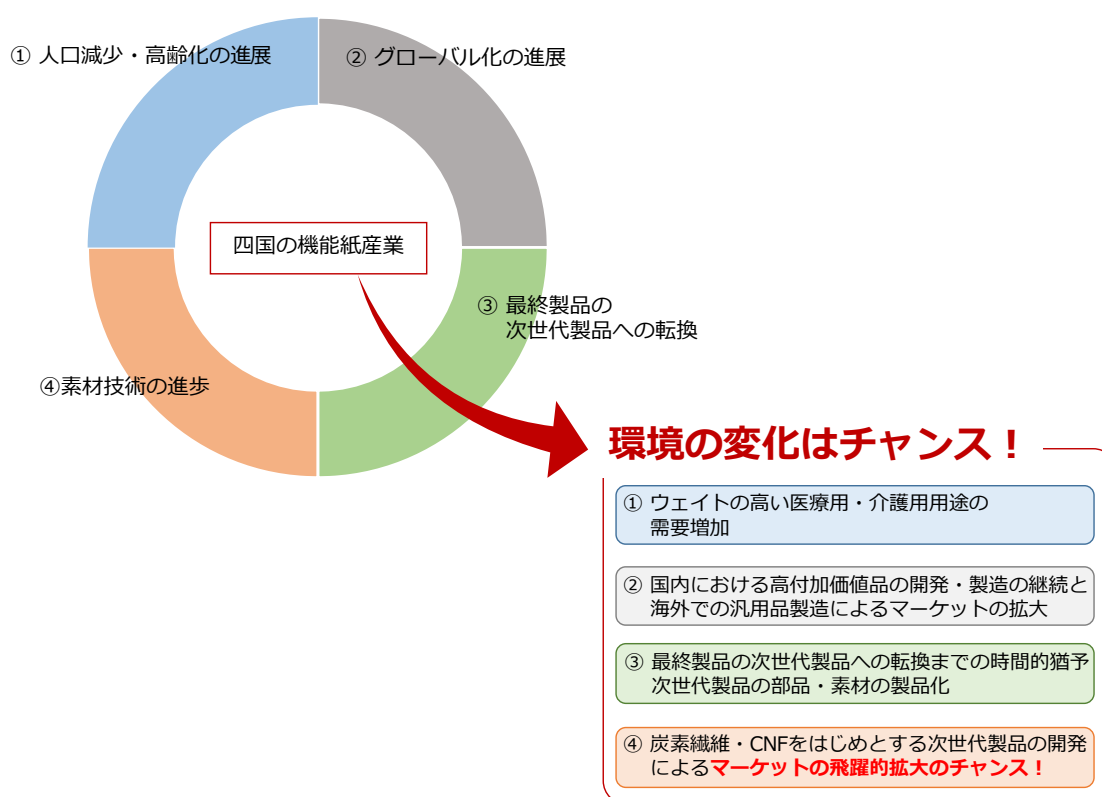 ① 人口減少・高齢化の進展
② グローバル化の進展
四国の機能紙産業
③ 最終製品の
次世代製品への転換
④素材技術の進歩
環境の変化はチャンス！
① ウェイトの高い医療用・介護用用途の
需要増加
② 国内における高付加価値品の開発・製造の継続と
海外での汎用品製造によるマーケットの拡大
③ 最終製品の次世代製品への転換までの時間的猶予
次世代製品の部品・素材の製品化
④ 炭素繊維・CNFをはじめとする次世代製品の開発
によるマーケットの飛躍的拡大のチャンス！